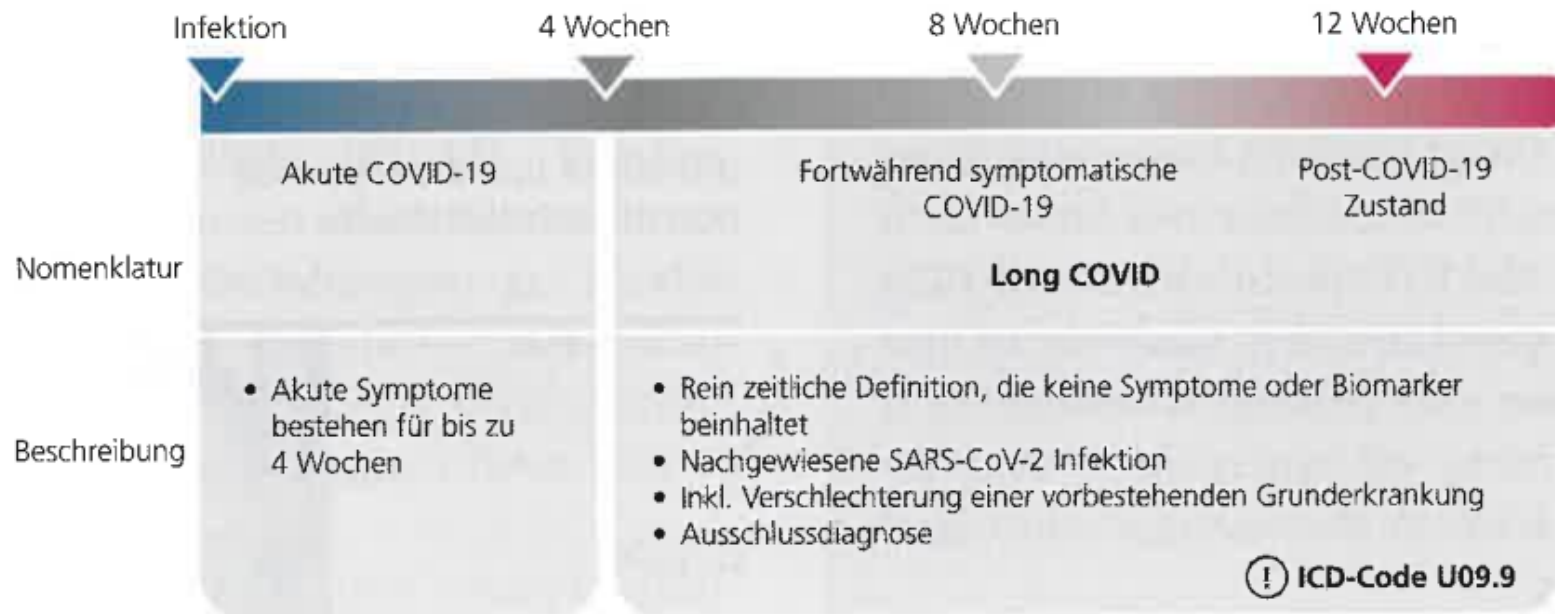 Infektion 4 Wochen 8 Wochen 12 Wochen
Akute COVID-19
Fortwährend symptomatische
COVID-19
Post-COVID-19
Zustand
Nomenklatur
Long COVID
Beschreibung
• Akute Symptome
bestehen für bis zu
4 Wochen
• Rein zeitliche Definition, die keine Symptome oder Biomarker
beinhaltet
• Nachgewiesene SARS-CoV-2 Infektion
• Inkl. Verschlechterung einer vorbestehenden Grunderkrankung
• Ausschlussdiagnose
! ICD-Code U09.9